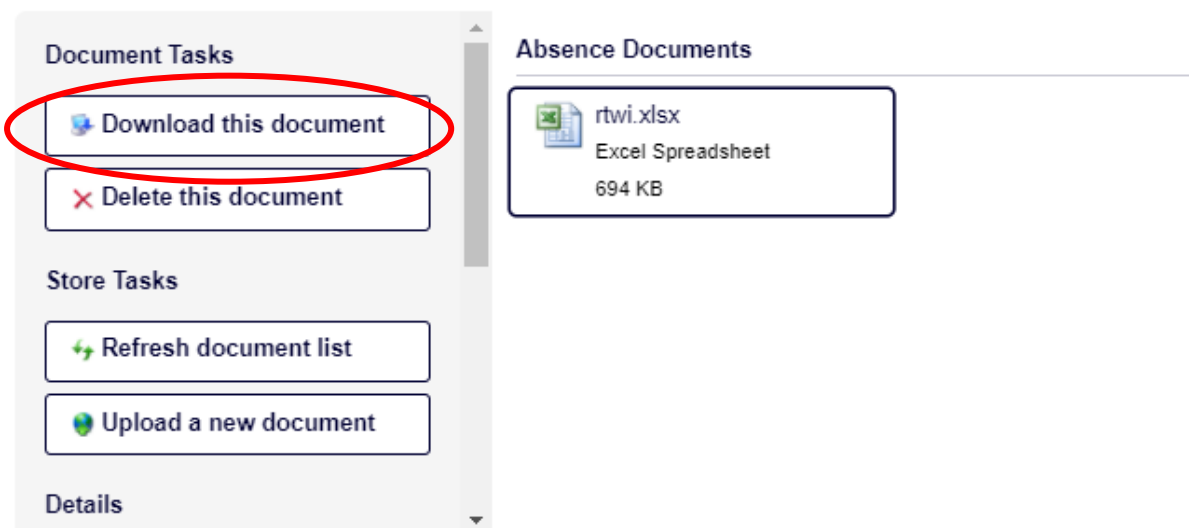 Document Tasks
Download this document
Delete this document
Store Tasks
Refresh document list
Upload a new document
Details
Absence Documents
rtwi.xlsx
Excel Spreadsheet
694 KB